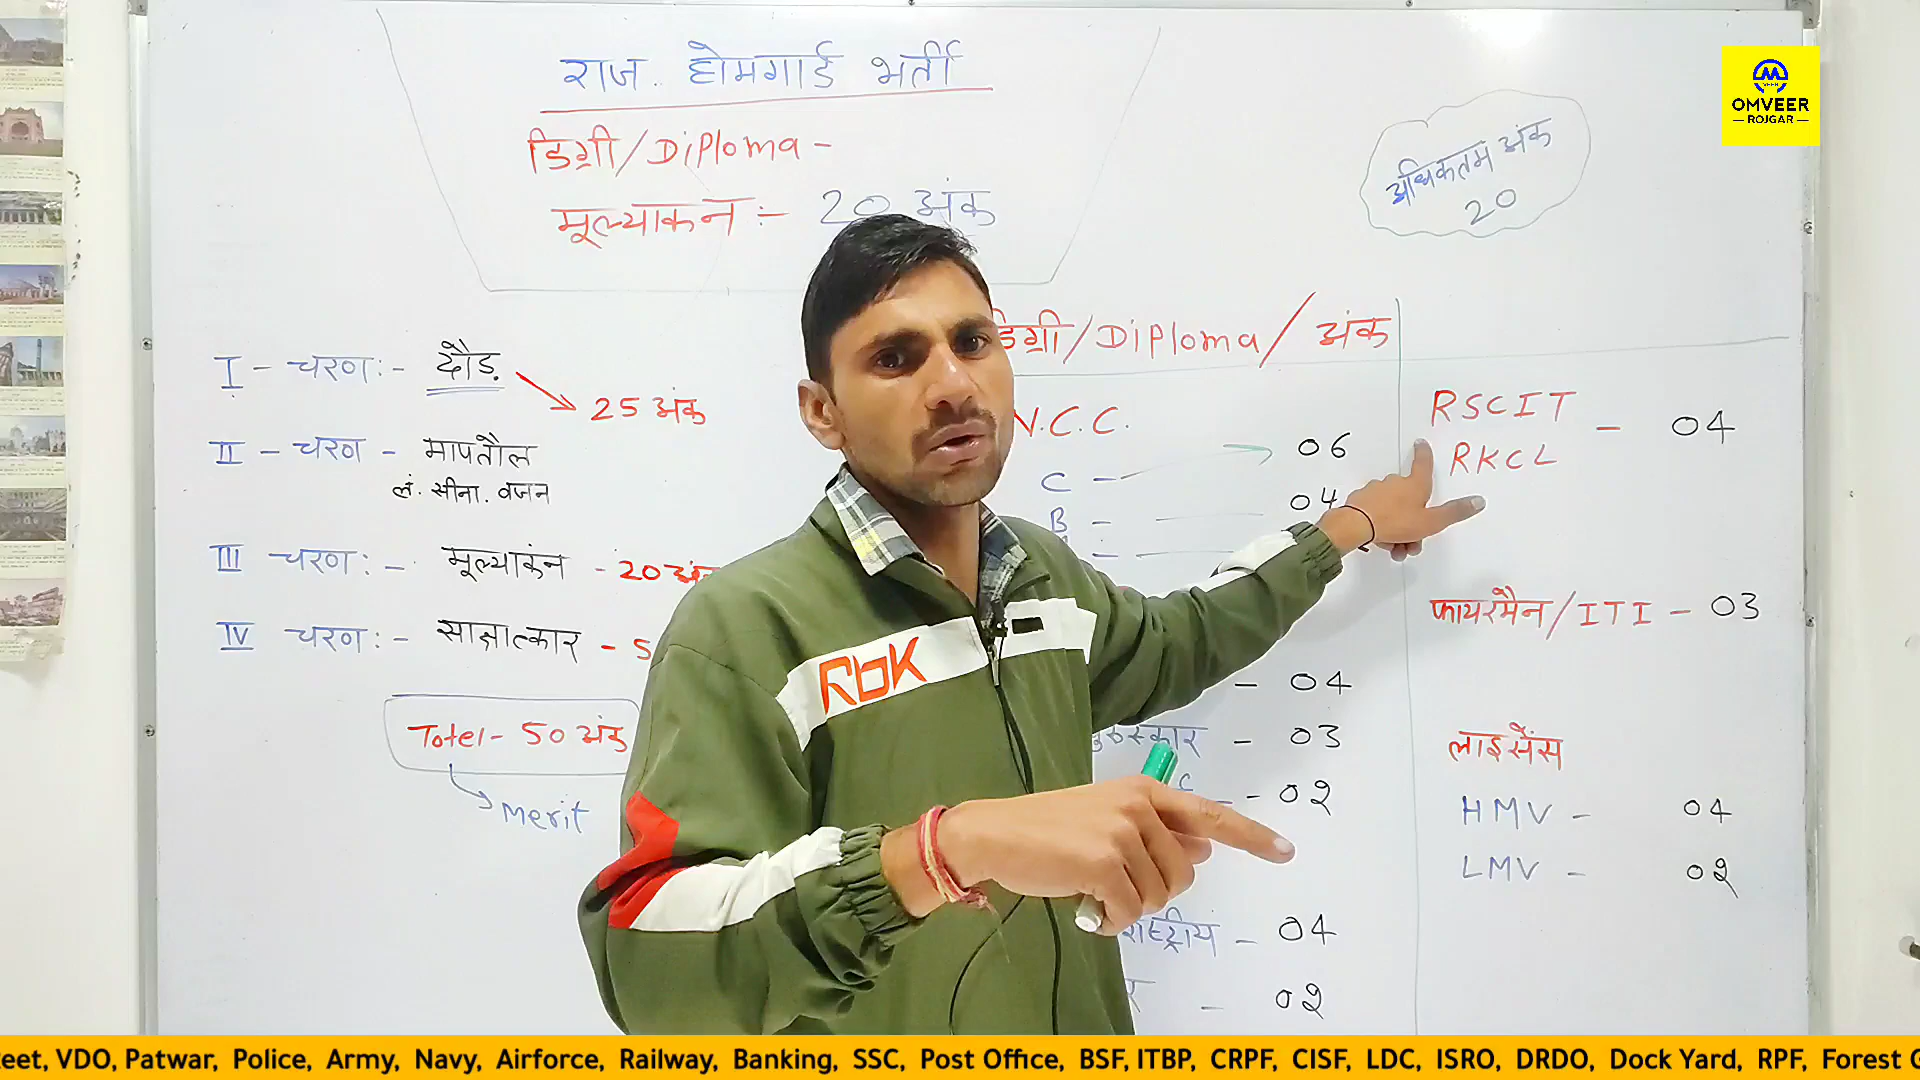 राज. होमगार्ड भर्ती
डिग्री/Diploma -
मूल्याकन :- 20 अंक
अधिकतम अंक
20
OMVEER
ROJGAR
I - चरण :- दौड़
25 अंक
II - चरण - मापतौल
लं. सीना. वजन
III चरण :- मूल्याकंन - 20 अंक
IV चरण :- साक्षात्कार - 5
Totel - 50 अंक
Merit
डिग्री/Diploma/अंक
N.C.C.
C - 06
B - 04
- 04
पुरुस्कार - 03
C - 02
राष्ट्रीय - 04
र - 02
RSCIT - 04
RKCL
फायरमैन/ITI - 03
लाइसेंस
HMV - 04
LMV - 02
eet, VDO, Patwar, Police, Army, Navy, Airforce, Railway, Banking, SSC, Post Office, BSF, ITBP, CRPF, CISF, LDC, ISRO, DRDO, Dock Yard, RPF, Forest G